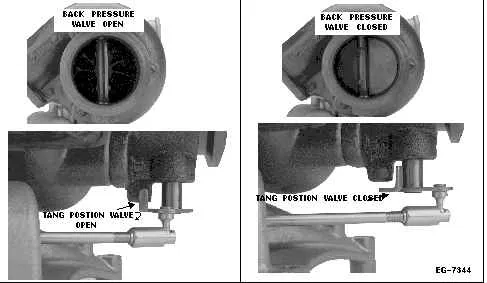 BACK PRESSURE
VALVE OPEN
BACK PRESSURE
VALVE CLOSED
TANG POSTION VALVE
OPEN
TANG POSTION VALVE CLOSED
EG-7344